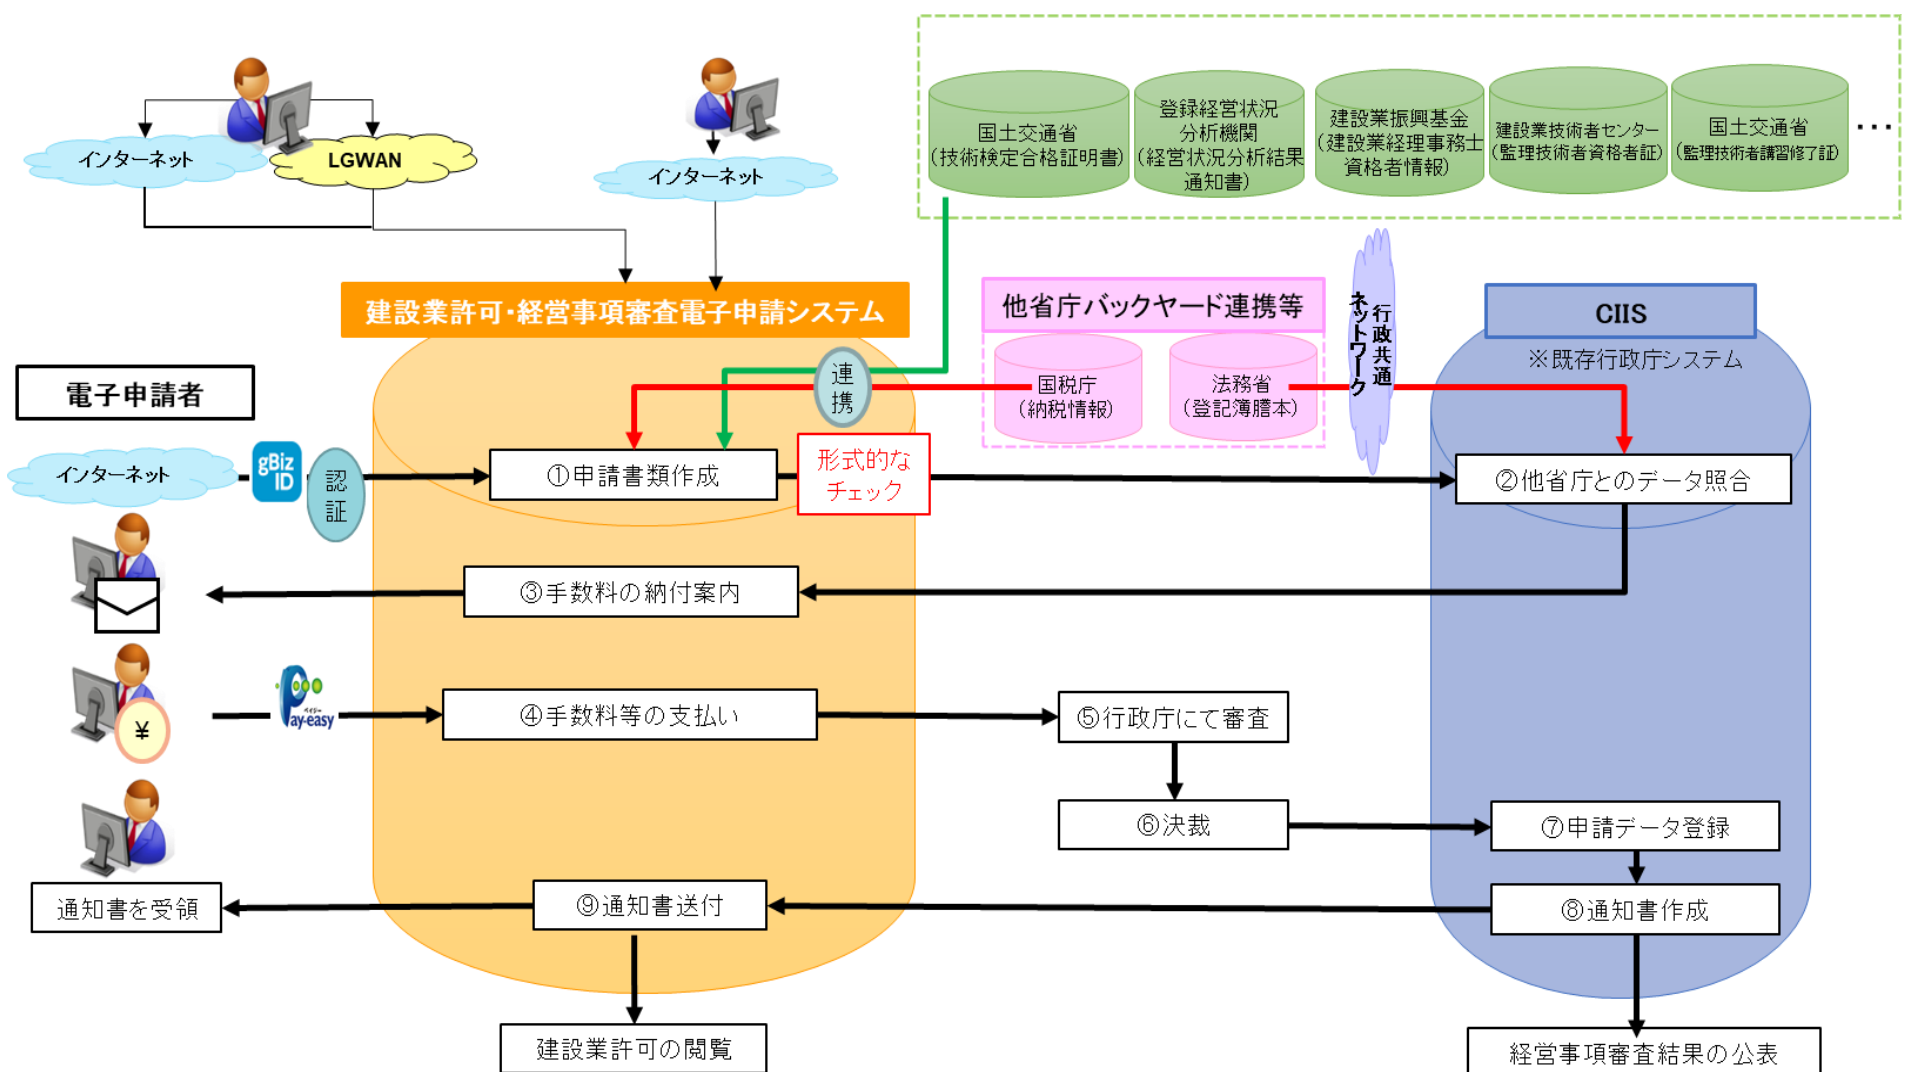 インターネット
LGWAN
インターネット
国土交通省
(技術検定合格証明書)
登録経営状況
分析機関
(経営状況分析結果
通知書)
建設業振興基金
(建設業経理事務士
資格者情報)
建設業技術者センター
(監理技術者資格者証)
国土交通省
(監理技術者講習修了証)
…
建設業許可・経営事項審査電子申請システム
他省庁バックヤード連携等
行政共通
ネットワーク
CIIS
※既存行政庁システム
電子申請者
連携
国税庁
(納税情報)
法務省
(登記簿謄本)
インターネット
gBiz
ID
認証
①申請書類作成
形式的な
チェック
②他省庁とのデータ照合
③手数料の納付案内
¥
ペイジー
Pay-easy
④手数料等の支払い
⑤行政庁にて審査
⑥決裁
⑦申請データ登録
通知書を受領
⑨通知書送付
⑧通知書作成
建設業許可の閲覧
経営事項審査結果の公表